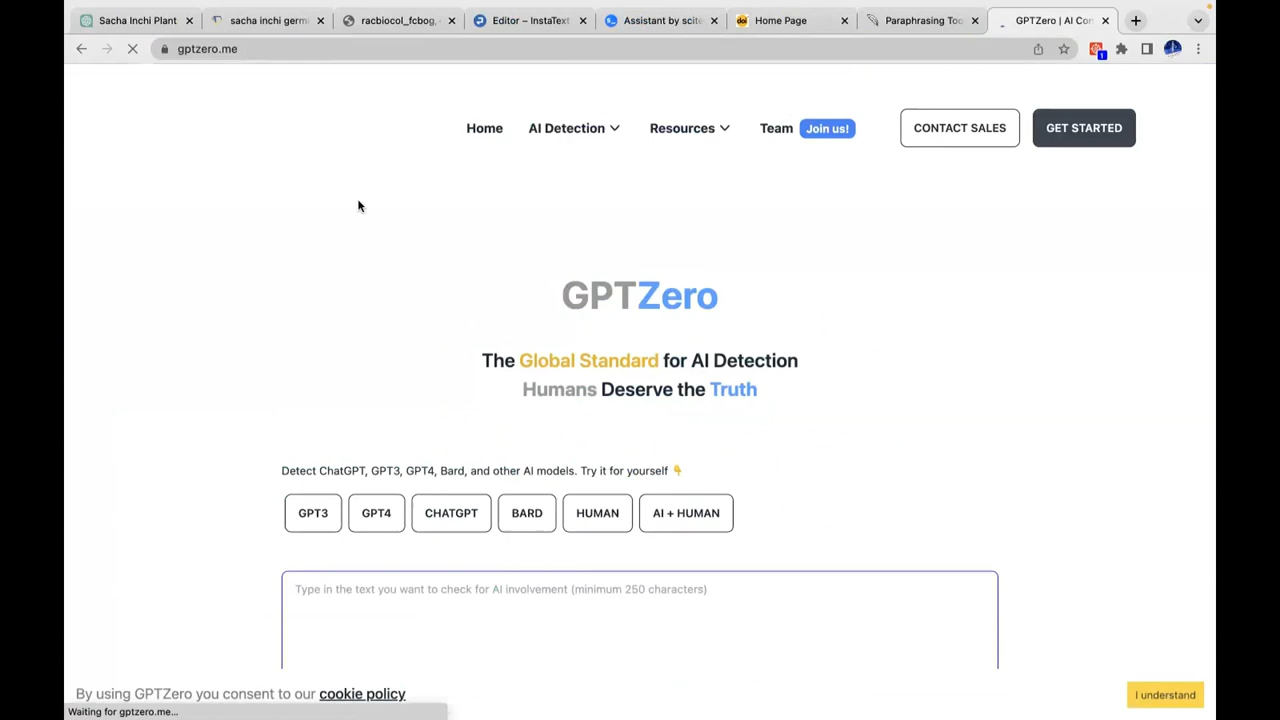 Sacha Inchi Plant
sacha inchi germ
racbiocol_fcbog,
Editor – InstaText
Assistant by scite
doi Home Page
Paraphrasing Too
GPTZero | AI Con
gptzero.me
1
Home
AI Detection
Resources
Team
Join us!
CONTACT SALES
GET STARTED
GPTZero
The Global Standard for AI Detection
Humans Deserve the Truth
Detect ChatGPT, GPT3, GPT4, Bard, and other AI models. Try it for yourself 👇
GPT3
GPT4
CHATGPT
BARD
HUMAN
AI + HUMAN
Type in the text you want to check for AI involvement (minimum 250 characters)
By using GPTZero you consent to our cookie policy
I understand
Waiting for gptzero.me...